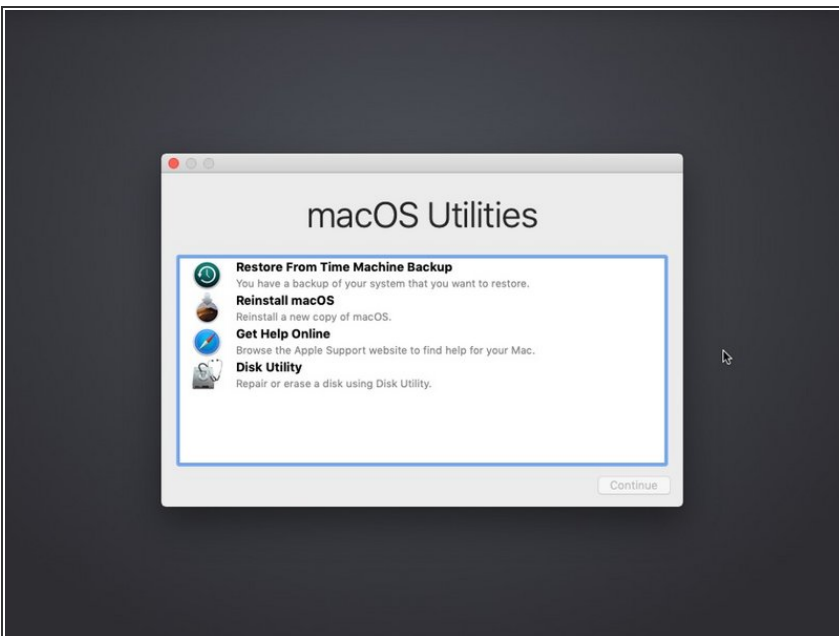 macOS Utilities
Restore From Time Machine Backup
You have a backup of your system that you want to restore.
Reinstall macOS
Reinstall a new copy of macOS.
Get Help Online
Browse the Apple Support website to find help for your Mac.
Disk Utility
Repair or erase a disk using Disk Utility.
Continue